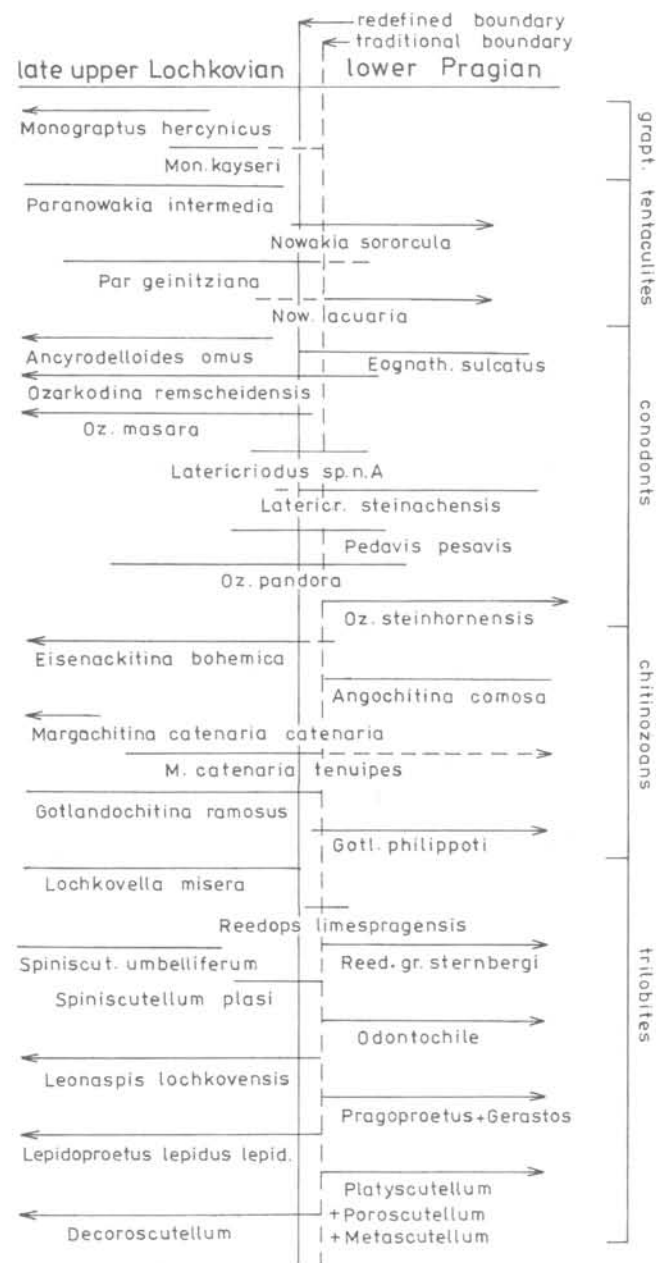 redefined boundary
traditional boundary
late upper Lochkovian
lower Pragian
Monograptus hercynicus
Mon. kayseri
grapt.
Paranowakia intermedia
Nowakia sororcula
Par geinitziana
Now. lacuaria
tentaculites
Ancyrodelloides omus
Eognath. sulcatus
Ozarkodina remscheidensis
Oz. masara
Latericriodus sp.n.A
Latericr. steinachensis
Pedavis pesavis
Oz. pandora
Oz. steinhornensis
conodonts
Eisenackitina bohemica
Angochitina comosa
Margachitina catenaria catenaria
M. catenaria tenuipes
Gotlandochitina ramosus
Gotl. philippoti
chitinozoans
Lochkovella misera
Reedops limespragensis
Spiniscut. umbelliferum
Reed. gr. sternbergi
Spiniscutellum plasi
Odontochile
Leonaspis lochkovensis
Pragoproetus+Gerastos
Lepidoproetus lepidus lepid.
Platyscutellum
+Poroscutellum
Decoroscutellum
+Metascutellum
trilobites